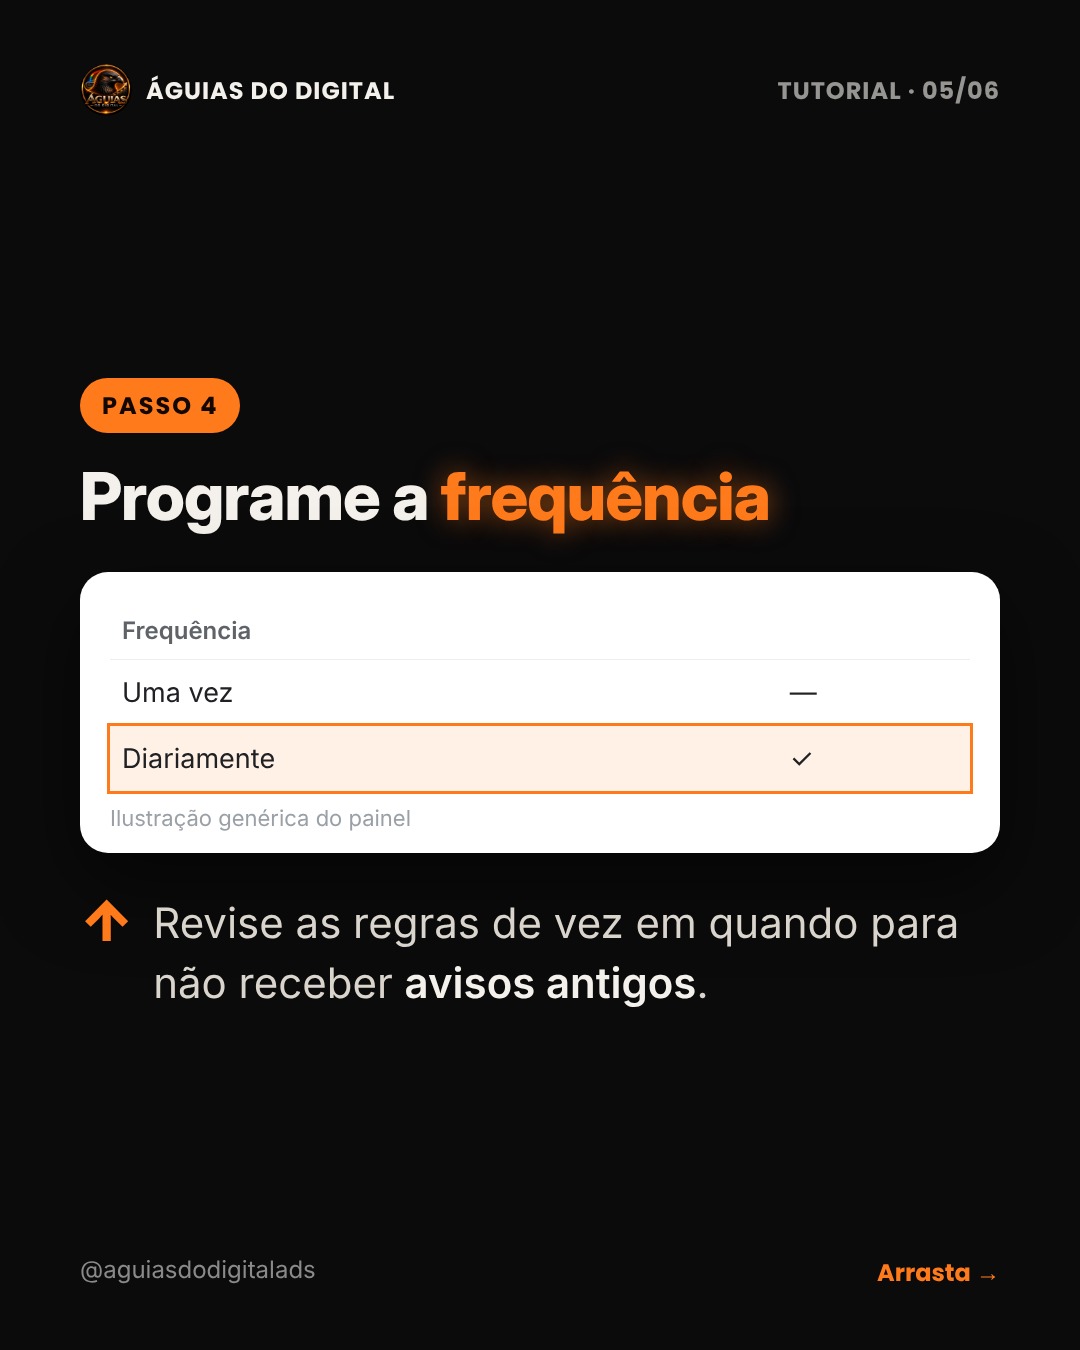 ÁGUIAS
ÁGUIAS DO DIGITAL
TUTORIAL · 05/06
PASSO 4
Programe a frequência
Frequência
Uma vez —
Diariamente ✓
Ilustração genérica do painel
↑ Revise as regras de vez em quando para
não receber avisos antigos.
@aguiasdodigitalads
Arrasta →